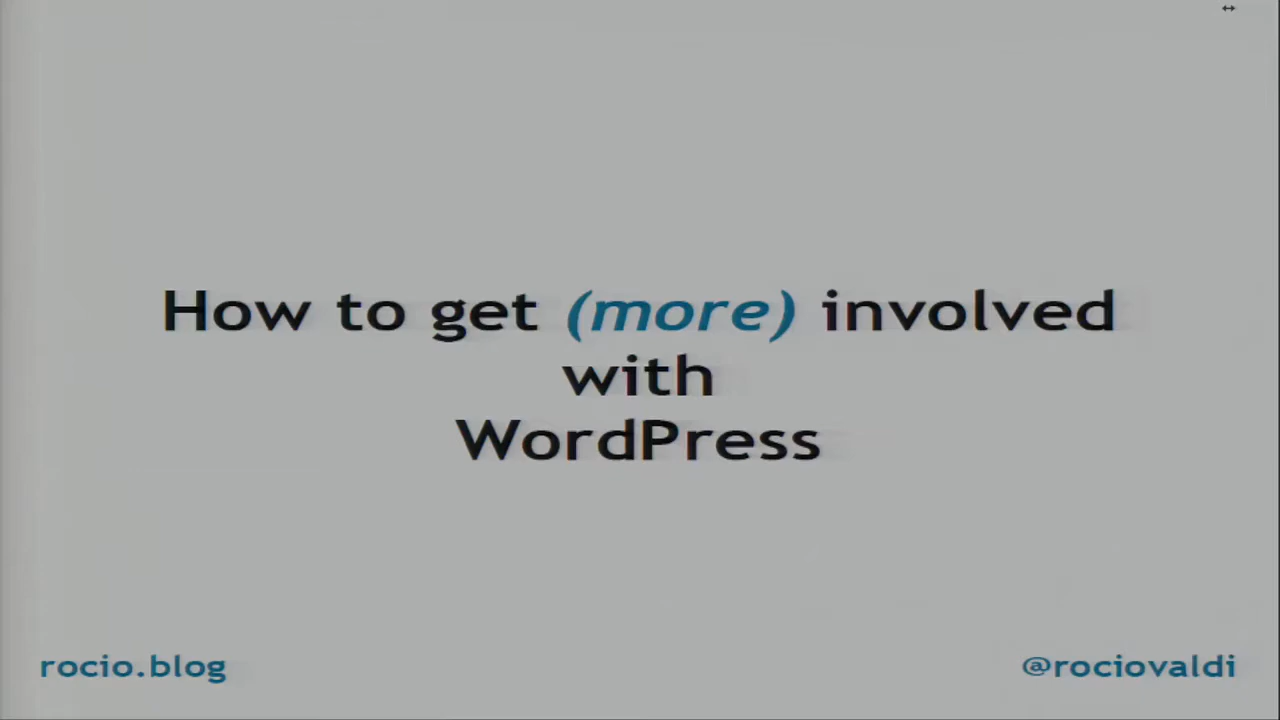 How to get (more) involved
with
WordPress
rocio.blog
@rociovaldi